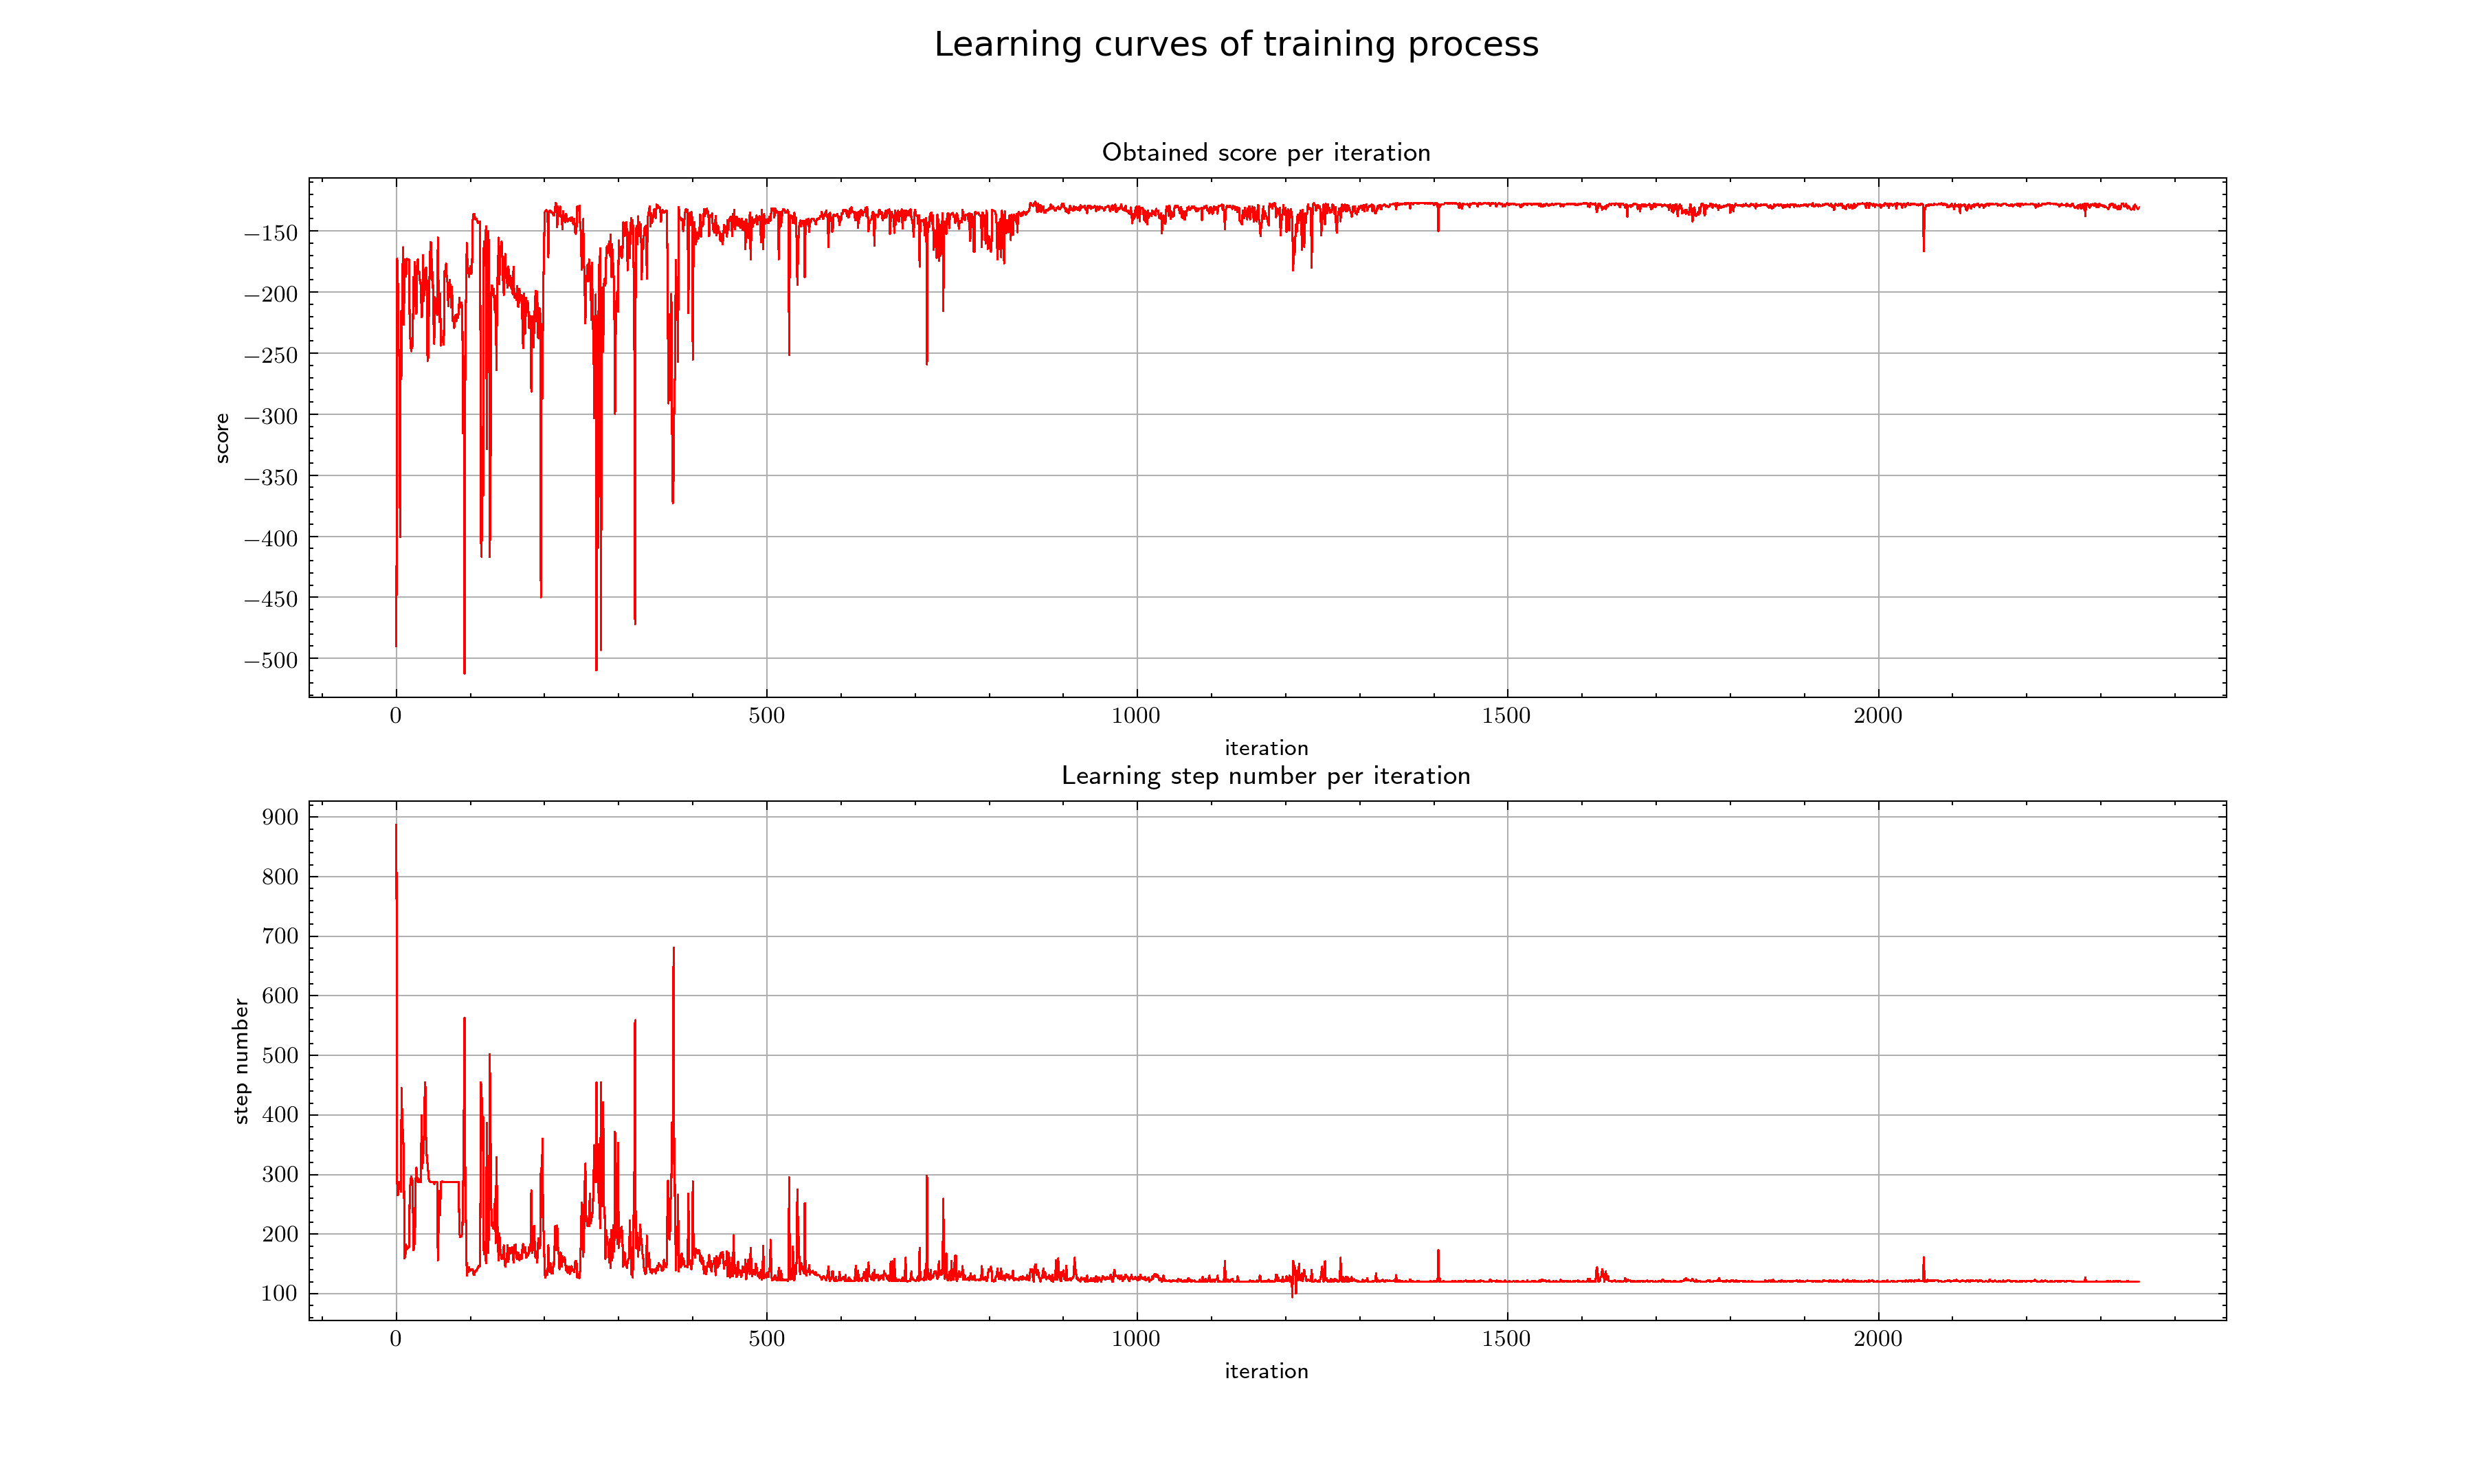 Learning curves of training process
Obtained score per iteration
score
−150
−200
−250
−300
−350
−400
−450
−500
0 500 1000 1500 2000
iteration
Learning step number per iteration
step number
900
800
700
600
500
400
300
200
100
0 500 1000 1500 2000
iteration